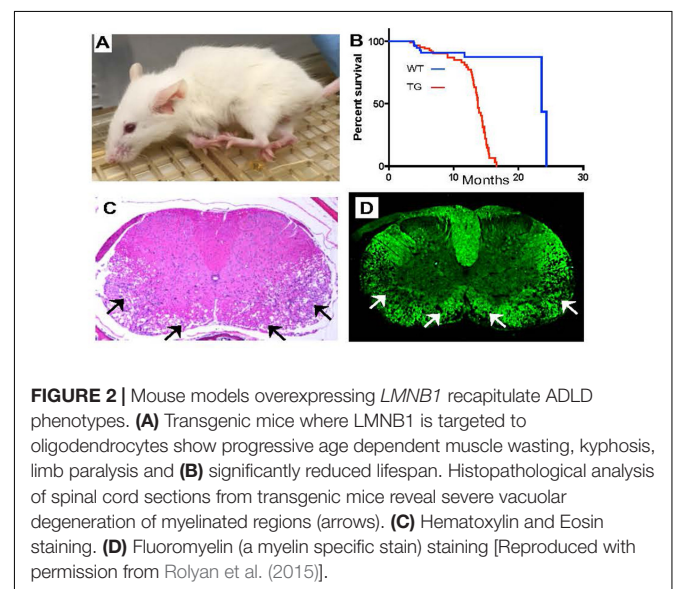 A
B
Percent survival
100
50
0
WT
TG
0
10
20
30
Months
C
D
FIGURE 2 | Mouse models overexpressing LMNB1 recapitulate ADLD
phenotypes. (A) Transgenic mice where LMNB1 is targeted to
oligodendrocytes show progressive age dependent muscle wasting, kyphosis,
limb paralysis and (B) significantly reduced lifespan. Histopathological analysis
of spinal cord sections from transgenic mice reveal severe vacuolar
degeneration of myelinated regions (arrows). (C) Hematoxylin and Eosin
staining. (D) Fluoromyelin (a myelin specific stain) staining [Reproduced with
permission from Rolyan et al. (2015)].